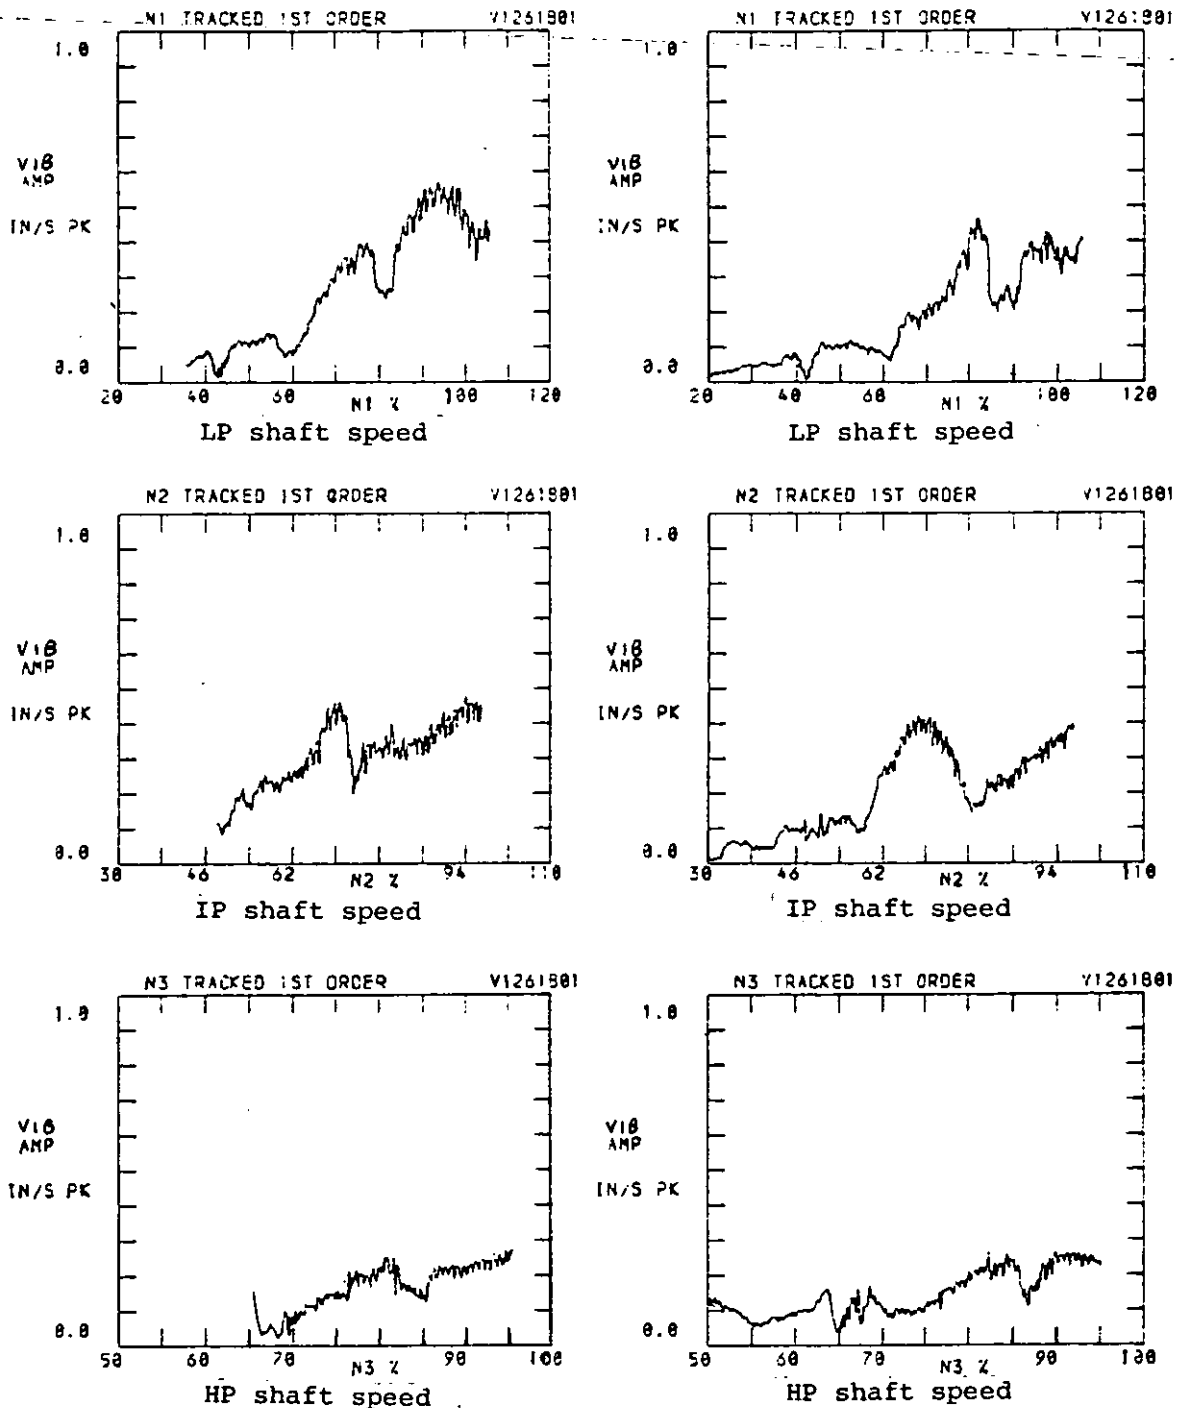 N1 TRACKED 1ST ORDER V1261801
1.0
VIB
AMP
IN/S PK
0.0
20 40 60 N1 % 100 120
LP shaft speed
N1 TRACKED 1ST ORDER V1261801
1.0
VIB
AMP
IN/S PK
0.0
20 40 60 N1 % 100 120
LP shaft speed
N2 TRACKED 1ST ORDER V1261801
1.0
VIB
AMP
IN/S PK
0.0
30 46 62 N2 % 94 110
IP shaft speed
N2 TRACKED 1ST ORDER V1261801
1.0
VIB
AMP
IN/S PK
0.0
30 46 62 N2 % 94 110
IP shaft speed
N3 TRACKED 1ST ORDER V1261801
1.0
VIB
AMP
IN/S PK
0.0
50 60 70 N3 % 90 100
HP shaft speed
N3 TRACKED 1ST ORDER V1261801
1.0
VIB
AMP
IN/S PK
0.0
50 60 70 N3 % 90 100
HP shaft speed